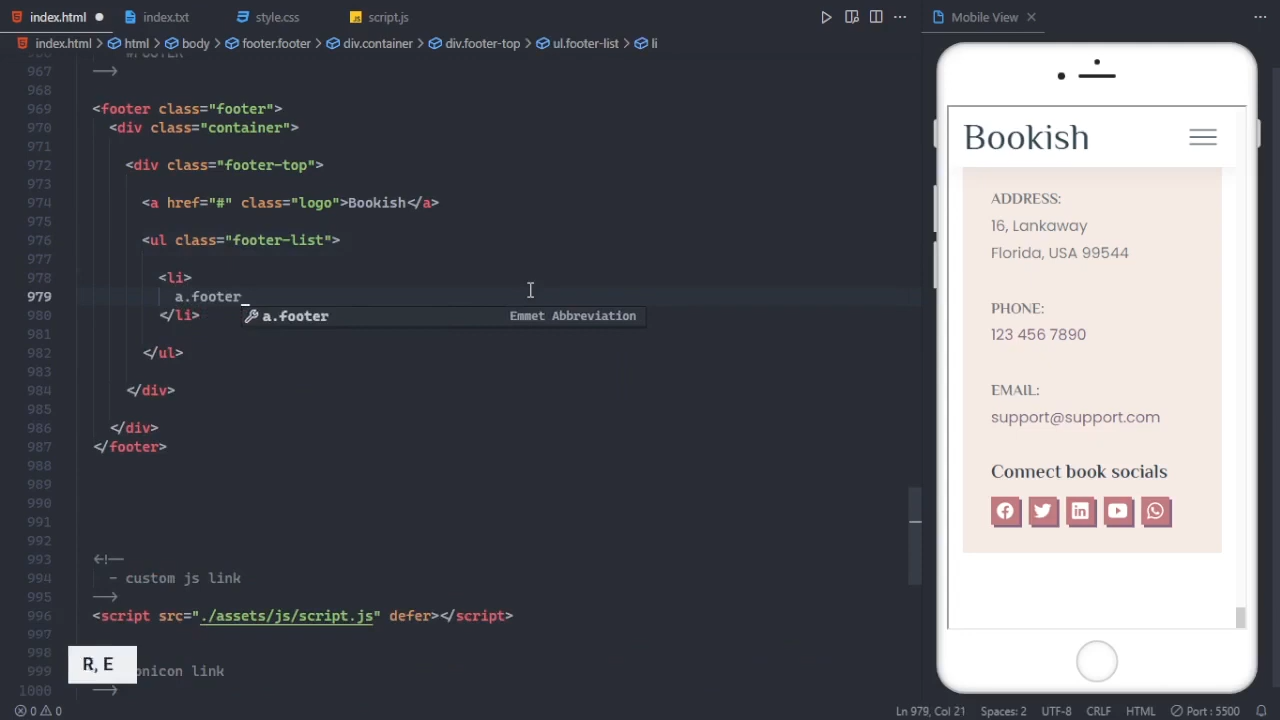 index.html
index.txt
style.css
script.js
Mobile View
index.html > html > body > footer.footer > div.container > div.footer-top > ul.footer-list > li
967 -->
968
969 <footer class="footer">
970 <div class="container">
971
972 <div class="footer-top">
973
974 <a href="#" class="logo">Bookish</a>
975
976 <ul class="footer-list">
977
978 <li>
979 a.footer_
980 </li>
a.footer Emmet Abbreviation
981
982 </ul>
983
984 </div>
985
986 </div>
987 </footer>
988
989
990
991
992
993 <!--
994 - custom js link
995 -->
996 <script src="./assets/js/script.js" defer></script>
997
998
999 onicon link
1000 -->
R, E
Bookish
ADDRESS:
16, Lankaway
Florida, USA 99544
PHONE:
123 456 7890
EMAIL:
support@support.com
Connect book socials
0 0
Ln 979, Col 21 Spaces: 2 UTF-8 CRLF HTML Port : 5500